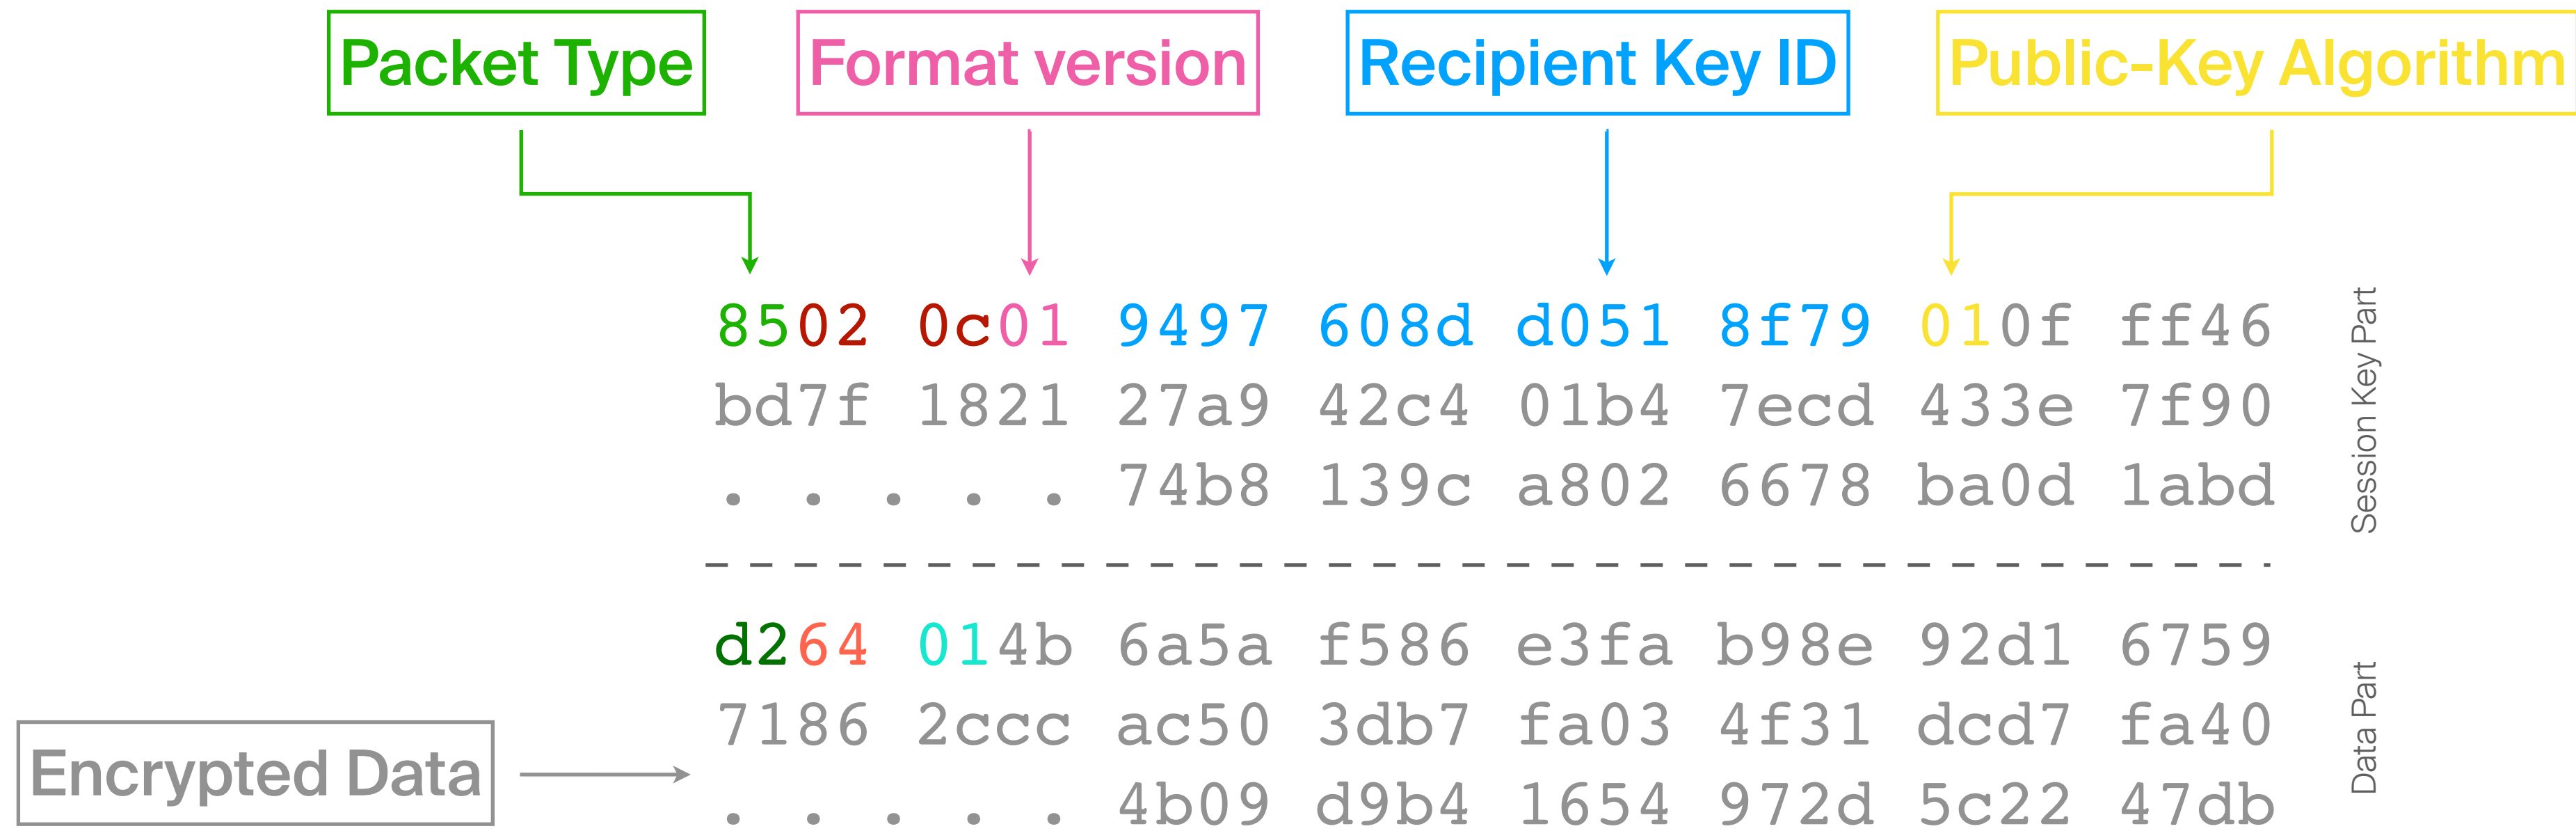 Packet Type
Format version
Recipient Key ID
Public-Key Algorithm
8502 0c01 9497 608d d051 8f79 010f ff46
bd7f 1821 27a9 42c4 01b4 7ecd 433e 7f90
. . . . . 74b8 139c a802 6678 ba0d 1abd
Session Key Part
d264 014b 6a5a f586 e3fa b98e 92d1 6759
7186 2ccc ac50 3db7 fa03 4f31 dcd7 fa40
. . . . . 4b09 d9b4 1654 972d 5c22 47db
Data Part
Encrypted Data